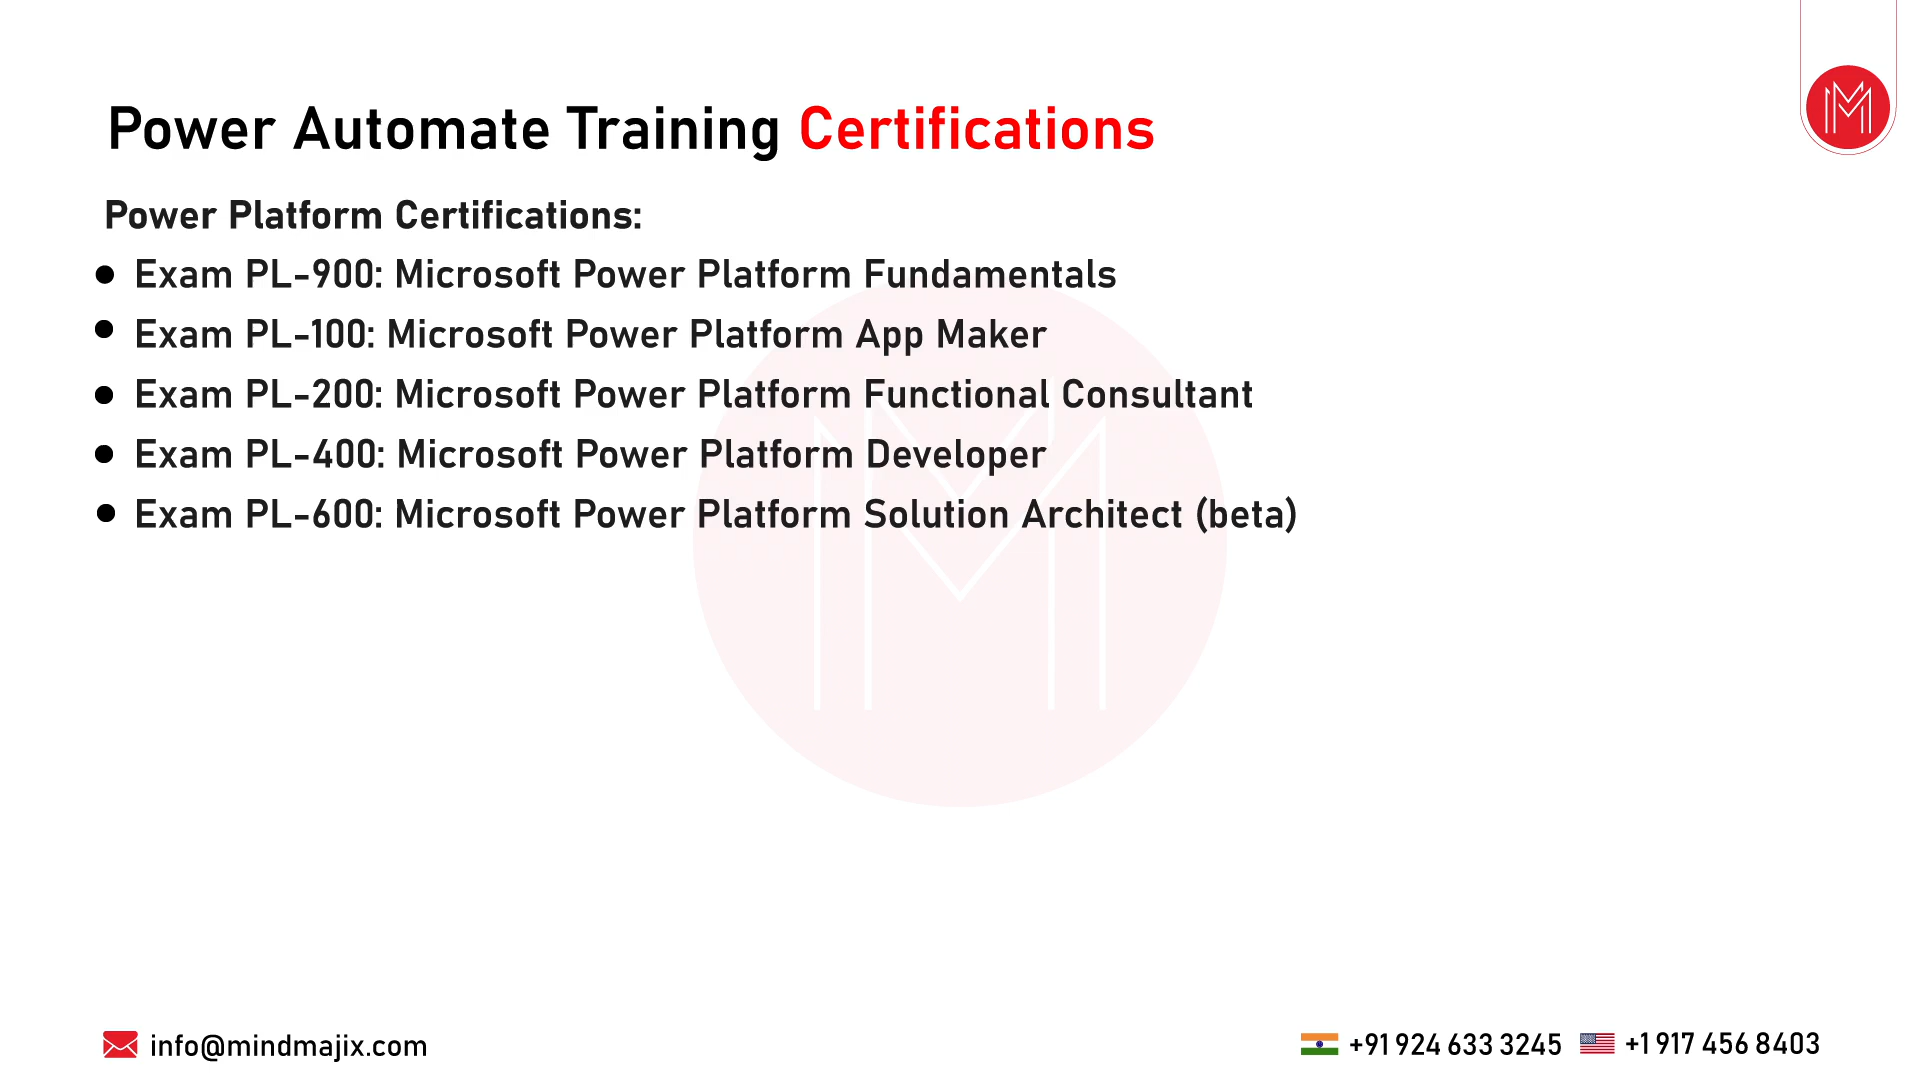 Power Automate Training Certifications
Power Platform Certifications:
● Exam PL-900: Microsoft Power Platform Fundamentals
● Exam PL-100: Microsoft Power Platform App Maker
● Exam PL-200: Microsoft Power Platform Functional Consultant
● Exam PL-400: Microsoft Power Platform Developer
● Exam PL-600: Microsoft Power Platform Solution Architect (beta)
info@mindmajix.com
+91 924 633 3245
+1 917 456 8403